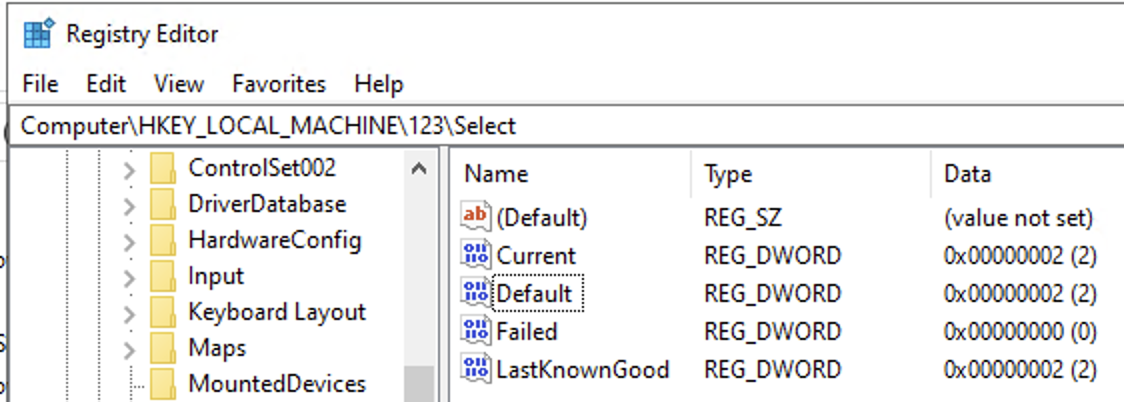 Registry Editor
File Edit View Favorites Help
Computer\HKEY_LOCAL_MACHINE\123\Select
ControlSet002
DriverDatabase
HardwareConfig
Input
Keyboard Layout
Maps
MountedDevices
Name Type Data
(Default) REG_SZ (value not set)
Current REG_DWORD 0x00000002 (2)
Default REG_DWORD 0x00000002 (2)
Failed REG_DWORD 0x00000000 (0)
LastKnownGood REG_DWORD 0x00000002 (2)